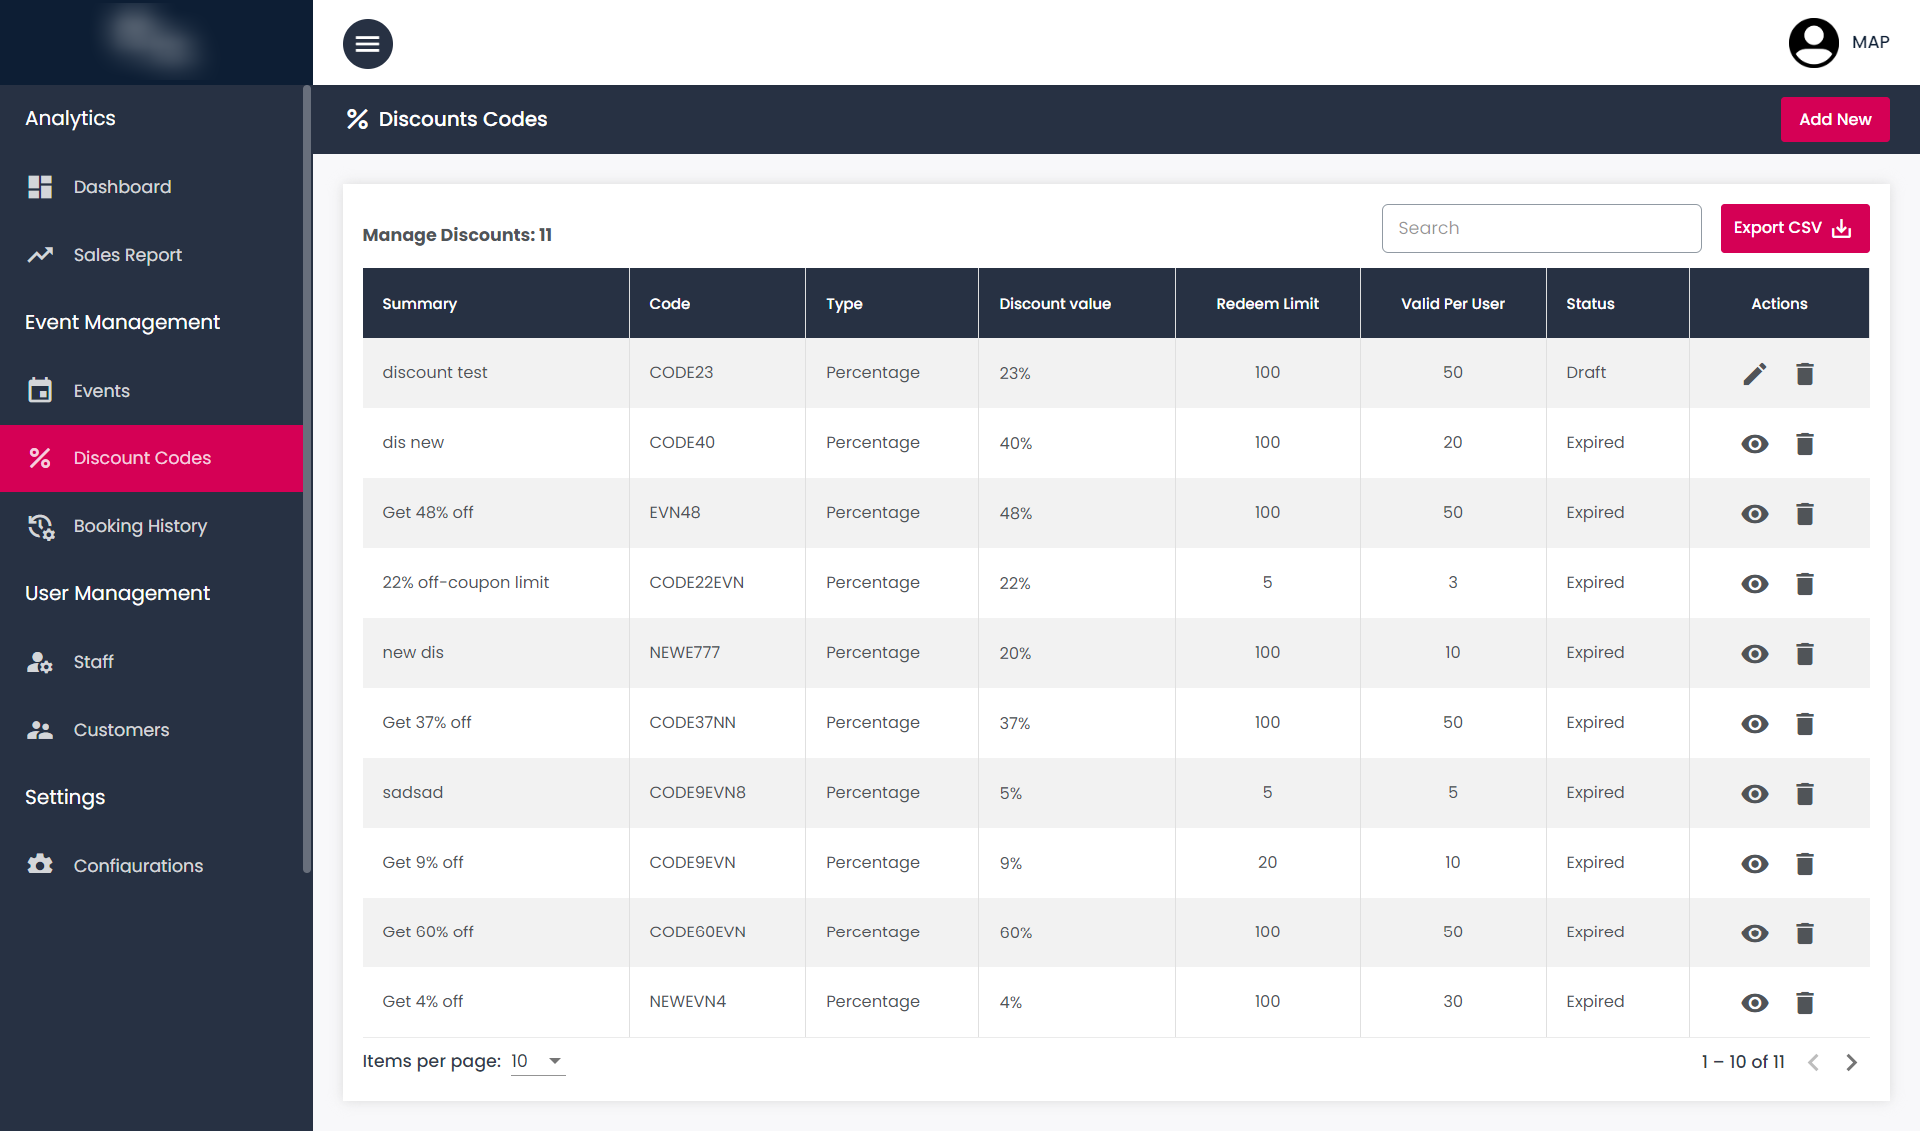 MAP
Analytics
Dashboard
Sales Report
Event Management
Events
Discount Codes
Booking History
User Management
Staff
Customers
Settings
Configurations
Discounts Codes
Add New
Manage Discounts: 11
Search
Export CSV
Summary Code Type Discount value Redeem Limit Valid Per User Status Actions
discount test CODE23 Percentage 23% 100 50 Draft
dis new CODE40 Percentage 40% 100 20 Expired
Get 48% off EVN48 Percentage 48% 100 50 Expired
22% off-coupon limit CODE22EVN Percentage 22% 5 3 Expired
new dis NEWE777 Percentage 20% 100 10 Expired
Get 37% off CODE37NN Percentage 37% 100 50 Expired
sadsad CODE9EVN8 Percentage 5% 5 5 Expired
Get 9% off CODE9EVN Percentage 9% 20 10 Expired
Get 60% off CODE60EVN Percentage 60% 100 50 Expired
Get 4% off NEWEVN4 Percentage 4% 100 30 Expired
Items per page: 10
1 – 10 of 11